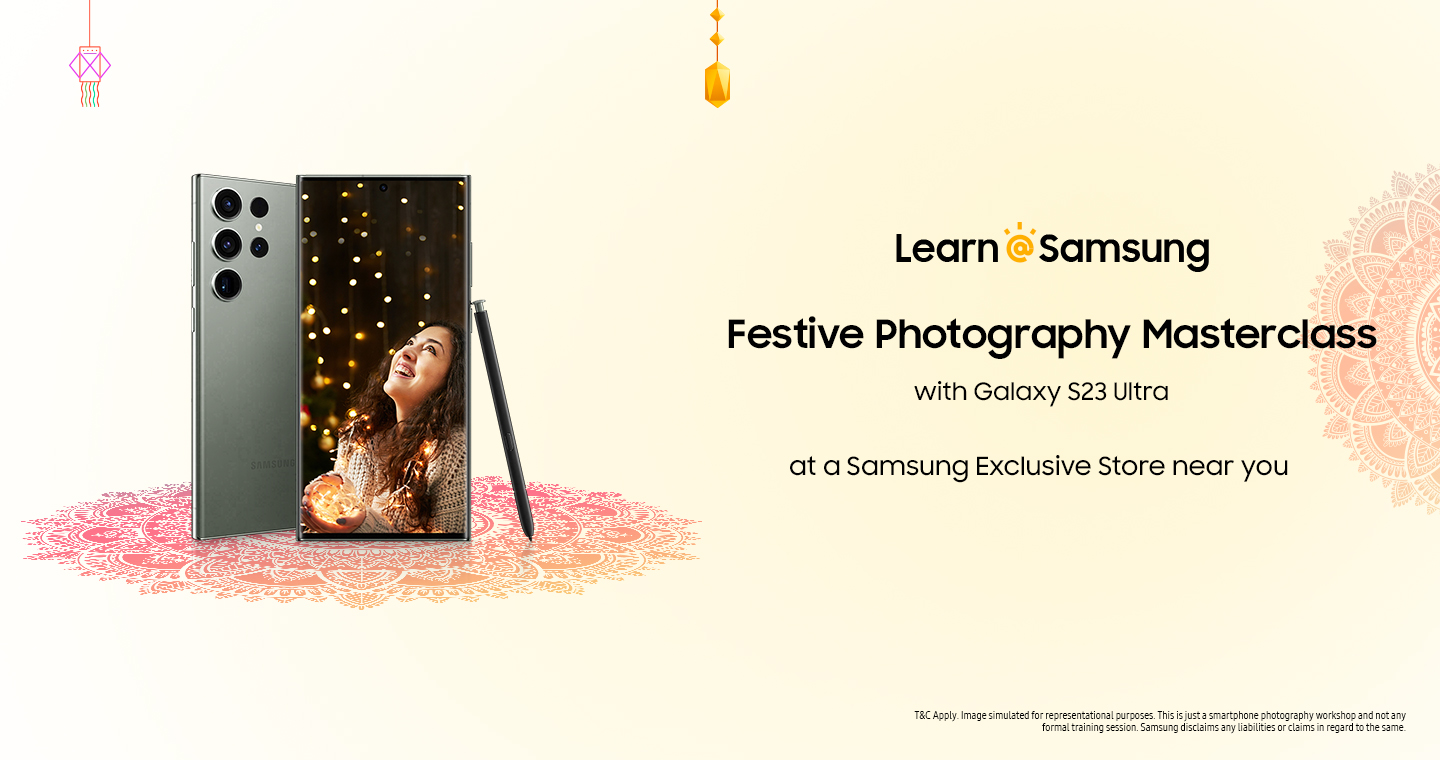 Learn@Samsung
Festive Photography Masterclass
with Galaxy S23 Ultra
at a Samsung Exclusive Store near you
SAMSUNG
T&C Apply. Image simulated for representational purposes. This is just a smartphone photography workshop and not any
formal training session. Samsung disclaims any liabilities or claims in regard to the same.